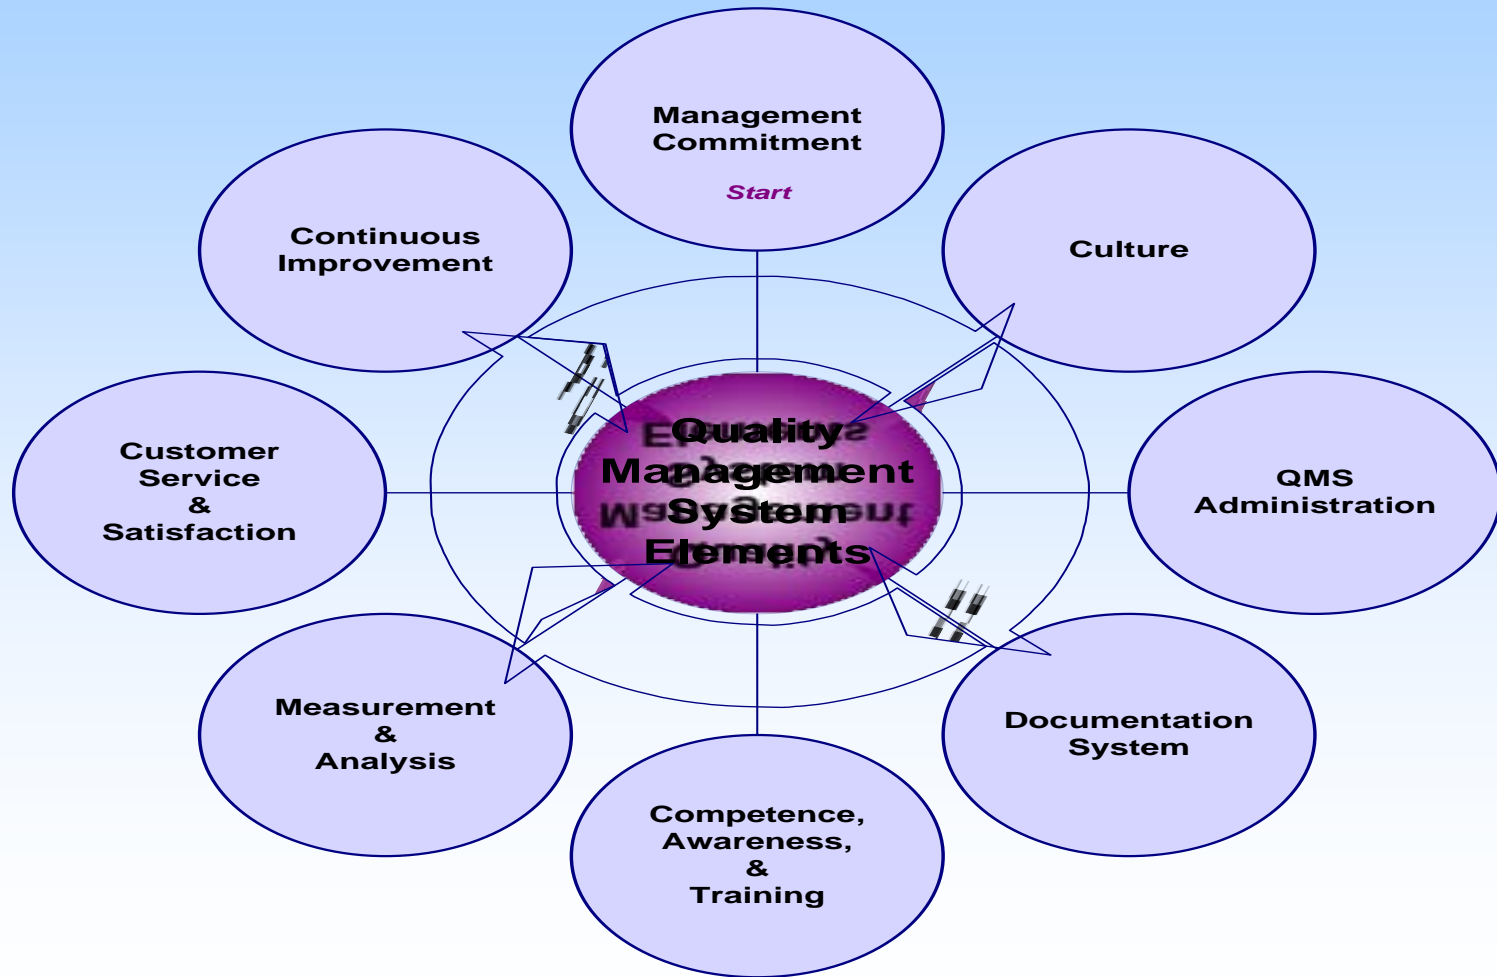 Management
Commitment
Start
Continuous
Improvement
Culture
Customer
Service
&
Satisfaction
Quality
Management
System
Elements
QMS
Administration
Measurement
&
Analysis
Documentation
System
Competence,
Awareness,
&
Training